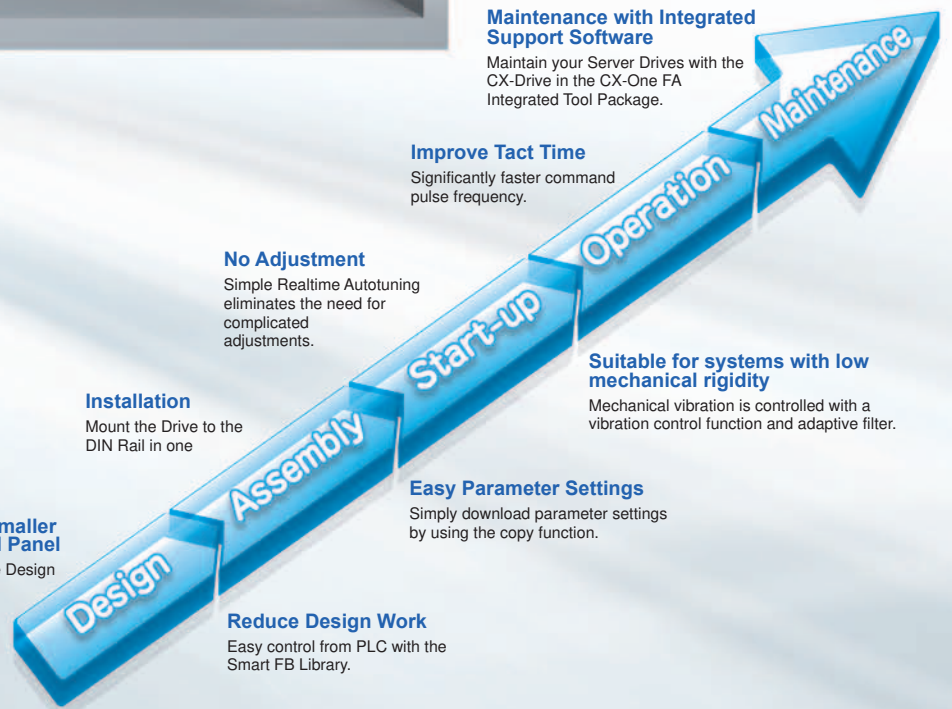 Maintenance with Integrated
Support Software
Maintain your Server Drives with the
CX-Drive in the CX-One FA
Integrated Tool Package.
Maintenance
Improve Tact Time
Significantly faster command
pulse frequency.
Operation
No Adjustment
Simple Realtime Autotuning
eliminates the need for
complicated
adjustments.
Start-up
Suitable for systems with low
mechanical rigidity
Mechanical vibration is controlled with a
vibration control function and adaptive filter.
Installation
Mount the Drive to the
DIN Rail in one
Assembly
Easy Parameter Settings
Simply download parameter settings
by using the copy function.
maller
Panel
Design
Design
Reduce Design Work
Easy control from PLC with the
Smart FB Library.